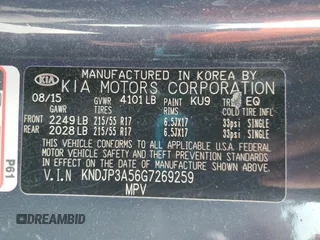 MANUFACTURED IN KOREA BY
KIA KIA MOTORS CORPORATION
08/15 GVWR 4101LB PAINT KU9 EQ
GAWR TIRES RIMS COLD TIRE INFL
FRONT 2249LB 215/55 R17 6.5JX17 33psi SINGLE
REAR 2028LB 215/55 R17 6.5JX17 33psi SINGLE
THIS VEHICLE CONFORMS TO ALL APPLICABLE FEDERAL
MOTOR VEHICLE SAFETY, BUMPER, AND THEFT PREVENTION
STANDARDS IN EFFECT ON THE DATE OF MANUFACTURE
SHOWN ABOVE.
V.I.N KNDJP3A56G7269259
MPV
P61
DREAMBID